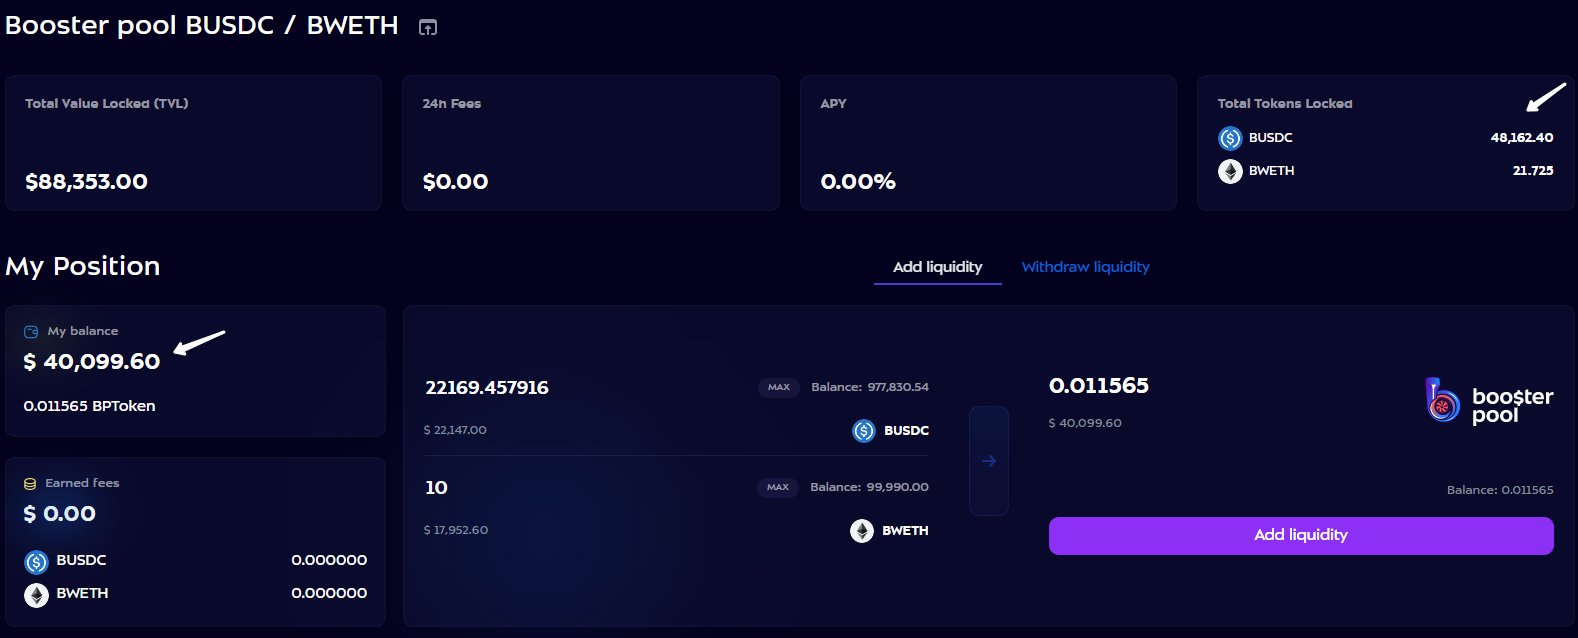 Booster pool BUSDC / BWETH
Total Value Locked (TVL)
$88,353.00
24h Fees
$0.00
APY
0.00%
Total Tokens Locked
BUSDC 48,162.40
BWETH 21.725
My Position
Add liquidity Withdraw liquidity
My balance
$ 40,099.60
0.011565 BPToken
Earned fees
$ 0.00
BUSDC 0.000000
BWETH 0.000000
22169.457916 MAX Balance: 977,830.54
$ 22,147.00 BUSDC
10 MAX Balance: 99,990.00
$ 17,952.60 BWETH
0.011565
$ 40,099.60
boo$ter
pool
Balance: 0.011565
Add liquidity